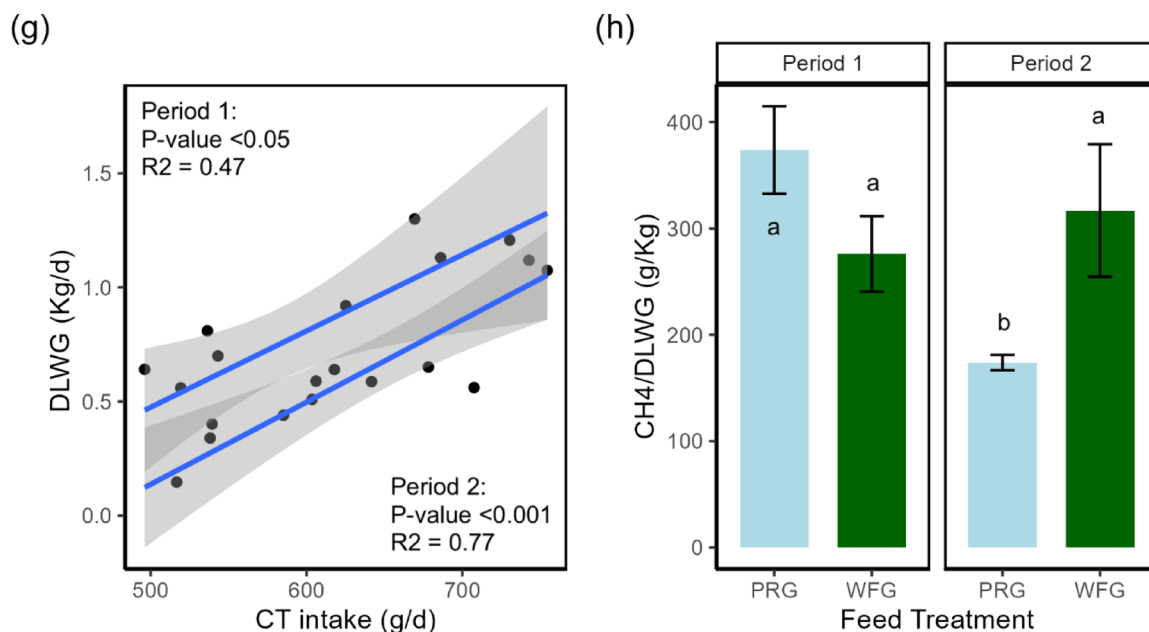 (g)
Period 1:
P-value <0.05
R2 = 0.47
Period 2:
P-value <0.001
R2 = 0.77
DLWG (Kg/d)
1.5
1.0
0.5
0.0
500 600 700
CT intake (g/d)
(h)
Period 1 Period 2
CH4/DLWG (g/Kg)
400
300
200
100
0
a
a
a
b
PRG WFG PRG WFG
Feed Treatment